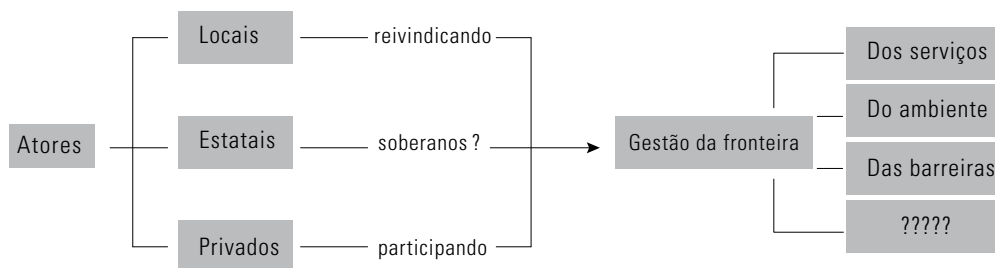 Atores
Locais
reivindicando
Estatais
soberanos ?
Privados
participando
Gestão da fronteira
Dos serviços
Do ambiente
Das barreiras
?????